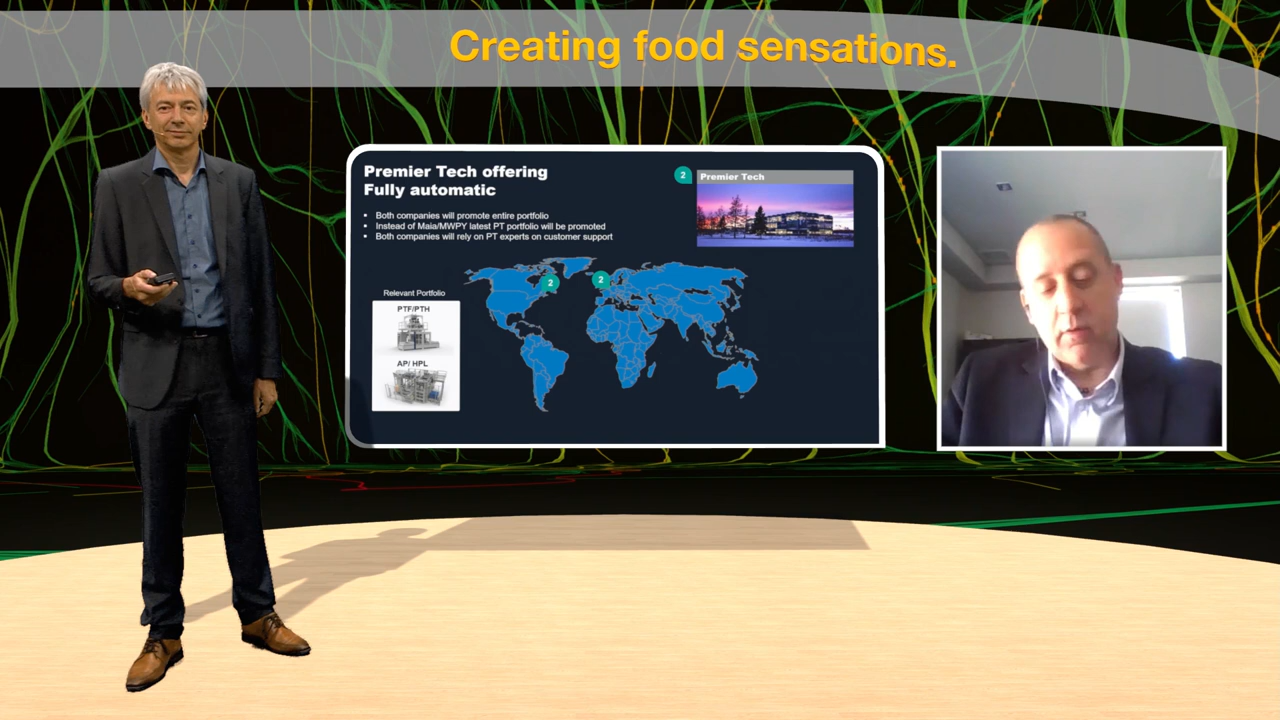 Creating food sensations.
Premier Tech offering
Fully automatic
• Both companies will promote entire portfolio
• Instead of Maia/MWPY latest PT portfolio will be promoted
• Both companies will rely on PT experts on customer support
2
Premier Tech
2
2
Relevant Portfolio
PTF/PTH
AP/ HPL